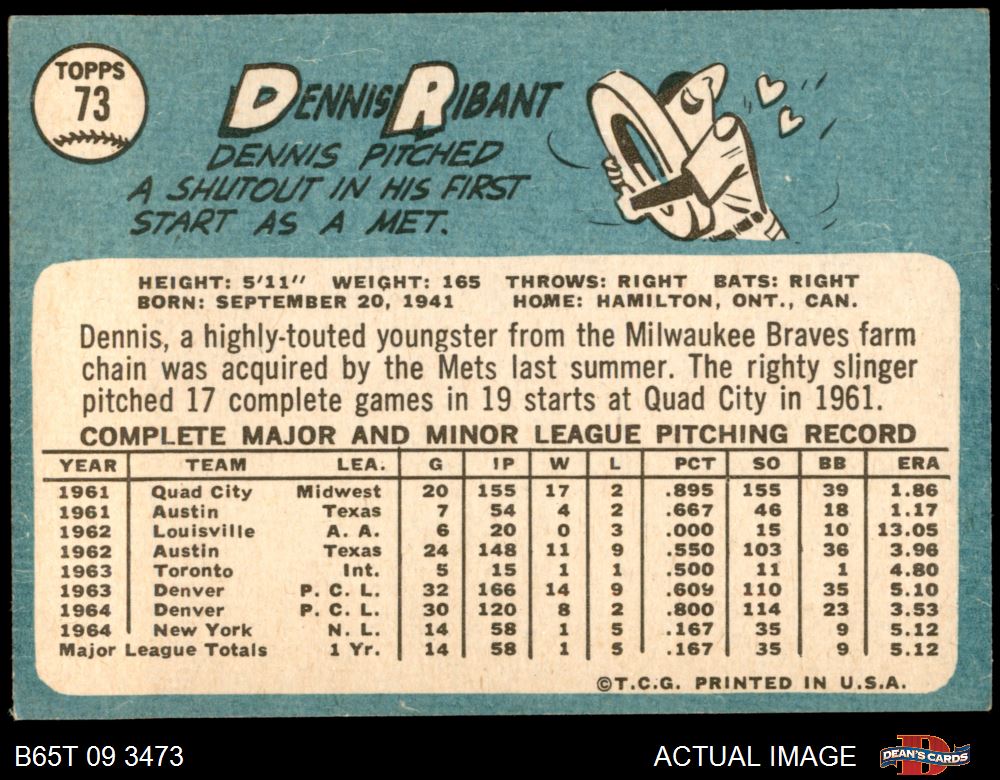 TOPPS
73
DENNIS RIBANT
DENNIS PITCHED
A SHUTOUT IN HIS FIRST
START AS A MET.
HEIGHT: 5'11" WEIGHT: 165 THROWS: RIGHT BATS: RIGHT
BORN: SEPTEMBER 20, 1941 HOME: HAMILTON, ONT., CAN.
Dennis, a highly-touted youngster from the Milwaukee Braves farm
chain was acquired by the Mets last summer. The righty slinger
pitched 17 complete games in 19 starts at Quad City in 1961.
COMPLETE MAJOR AND MINOR LEAGUE PITCHING RECORD
YEAR TEAM LEA. G IP W L PCT SO BB ERA
1961 Quad City Midwest 20 155 17 2 .895 155 39 1.86
1961 Austin Texas 7 54 4 2 .667 46 18 1.17
1962 Louisville A. A. 6 20 0 3 .000 15 10 13.05
1962 Austin Texas 24 148 11 9 .550 103 36 3.96
1963 Toronto Int. 5 15 1 1 .500 11 1 4.80
1963 Denver P. C. L. 32 166 14 9 .609 110 35 5.10
1964 Denver P. C. L. 30 120 8 2 .800 114 23 3.53
1964 New York N. L. 14 58 1 5 .167 35 9 5.12
Major League Totals 1 Yr. 14 58 1 5 .167 35 9 5.12
©T.C.G. PRINTED IN U.S.A.
B65T 09 3473 ACTUAL IMAGE
DEAN'S CARDS